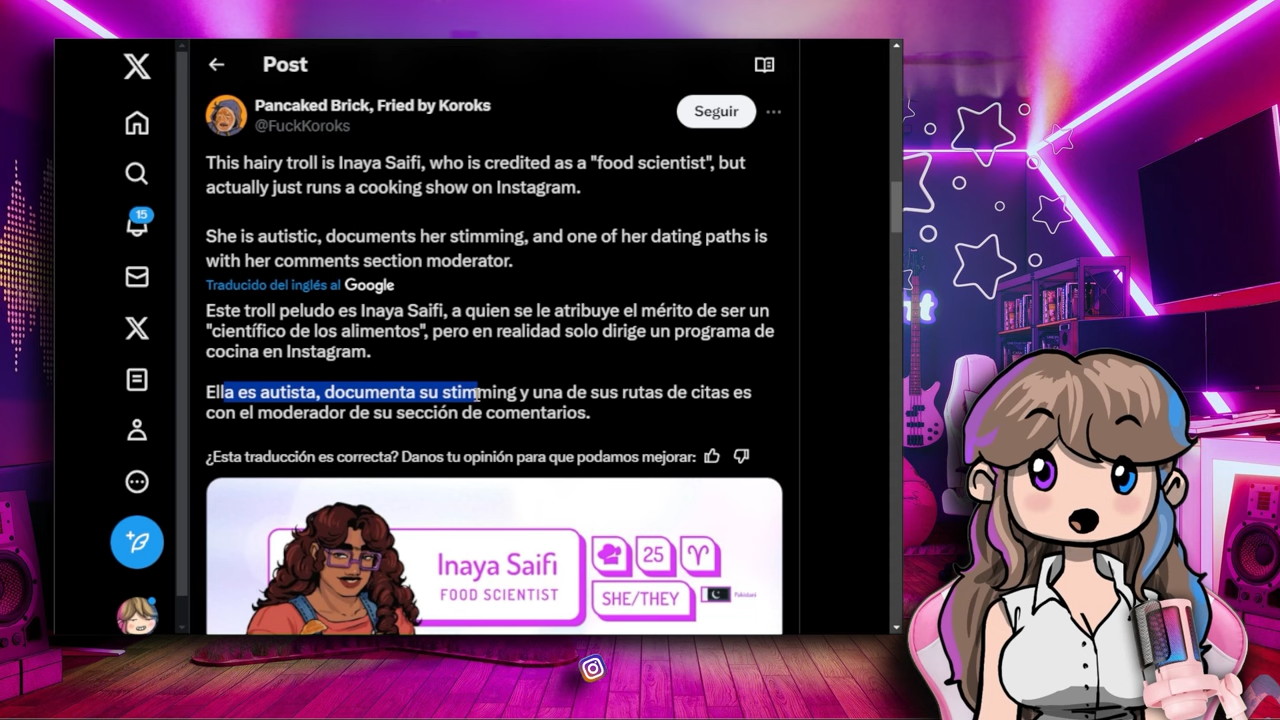 Post
Pancaked Brick, Fried by Koroks
@FuckKoroks
Seguir
This hairy troll is Inaya Saifi, who is credited as a "food scientist", but
actually just runs a cooking show on Instagram.
She is autistic, documents her stimming, and one of her dating paths is
with her comments section moderator.
Traducido del inglés al Google
Este troll peludo es Inaya Saifi, a quien se le atribuye el mérito de ser un
"científico de los alimentos", pero en realidad solo dirige un programa de
cocina en Instagram.
Ella es autista, documenta su stimming y una de sus rutas de citas es
con el moderador de su sección de comentarios.
¿Esta traducción es correcta? Danos tu opinión para que podamos mejorar:
15
Inaya Saifi
FOOD SCIENTIST
25
SHE/THEY
Pakistani